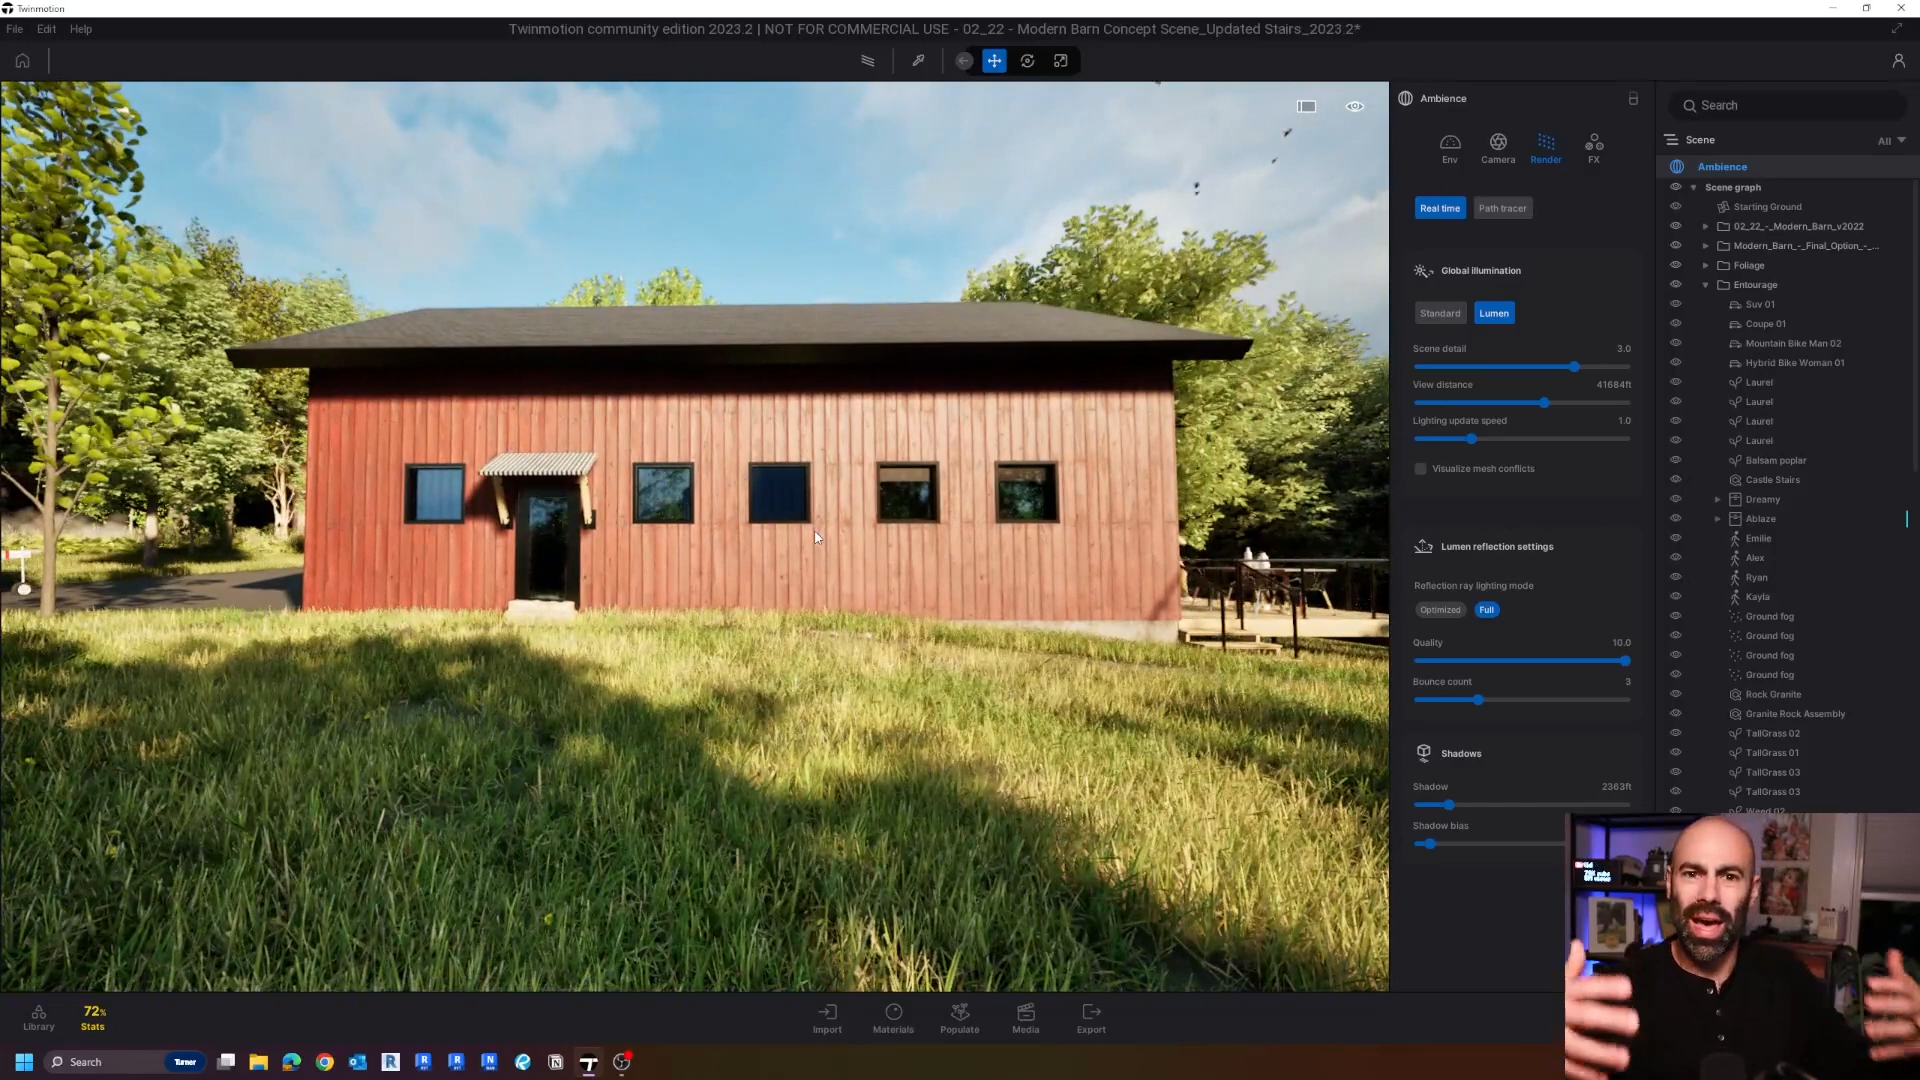 Twinmotion
File Edit Help
Twinmotion community edition 2023.2 | NOT FOR COMMERCIAL USE - 02_22 - Modern Barn Concept Scene_Updated Stairs_2023.2*
Ambience
Env Camera Render FX
Real time Path tracer
Global illumination
Standard Lumen
Scene detail 3.0
View distance 41684ft
Lighting update speed 1.0
Visualize mesh conflicts
Lumen reflection settings
Reflection ray lighting mode
Optimized Full
Quality 10.0
Bounce count 3
Shadows
Shadow 2363ft
Shadow bias
Search
Scene All
Ambience
Scene graph
Starting Ground
02_22_-_Modern_Barn_v2022
Modern_Barn_-_Final_Option_-_...
Foliage
Entourage
Suv 01
Coupe 01
Mountain Bike Man 02
Hybrid Bike Woman 01
Laurel
Laurel
Laurel
Laurel
Balsam poplar
Castle Stairs
Dreamy
Ablaze
Emilie
Alex
Ryan
Kayla
Ground fog
Ground fog
Ground fog
Ground fog
Rock Granite
Granite Rock Assembly
TallGrass 02
TallGrass 01
TallGrass 03
TallGrass 03
Weed 02
Library
72%
Stats
Import Materials Populate Media Export
Search Turner